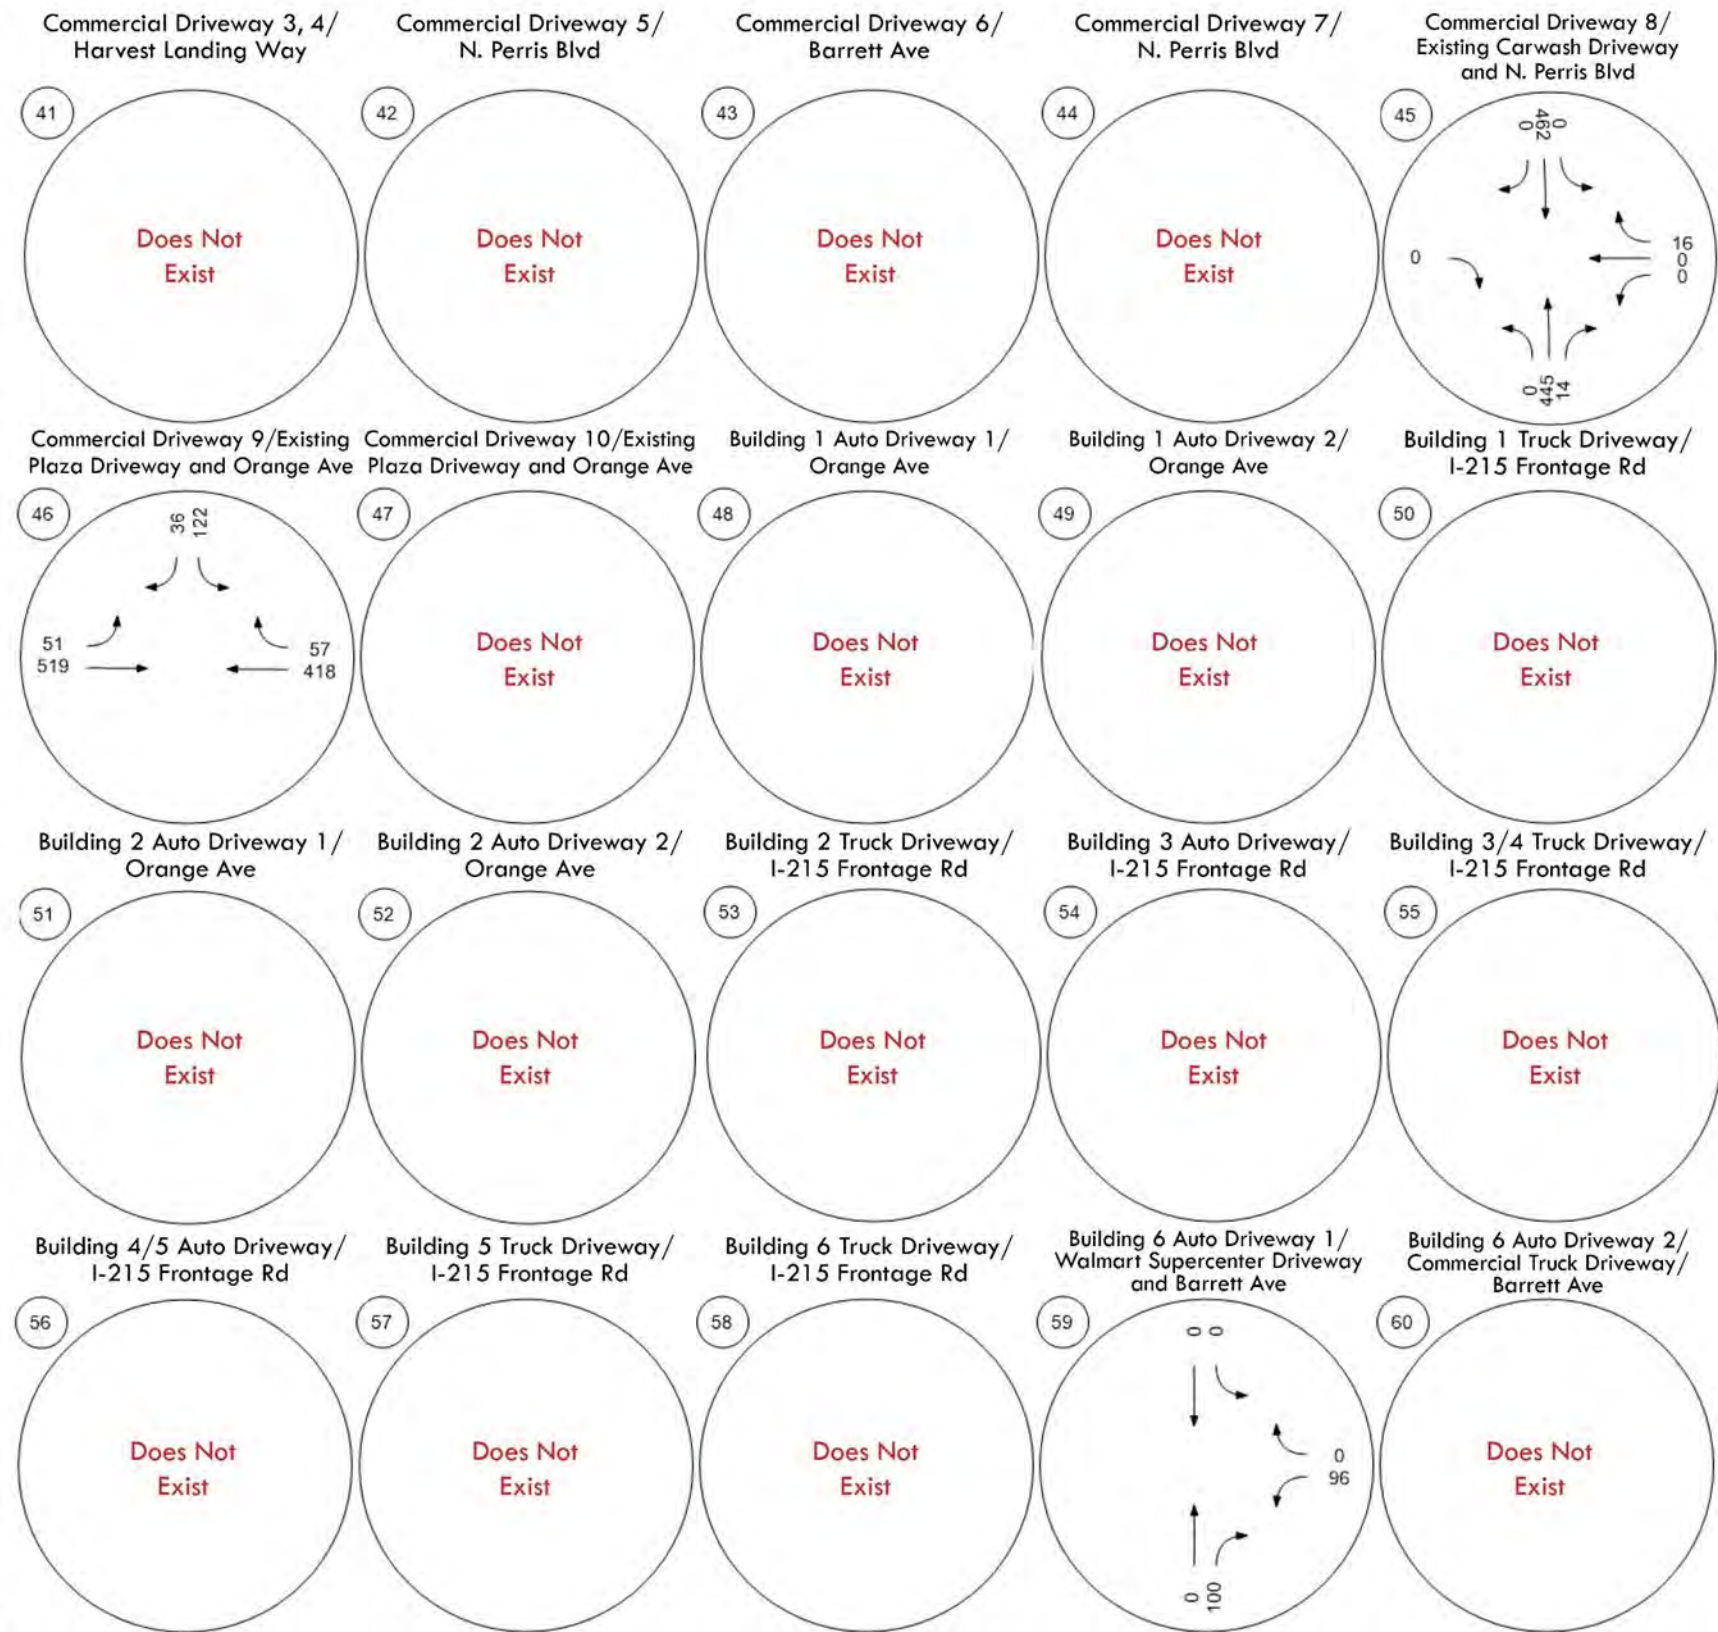 Commercial Driveway 3, 4/
Harvest Landing Way
41
Does Not
Exist
Commercial Driveway 5/
N. Perris Blvd
42
Does Not
Exist
Commercial Driveway 6/
Barrett Ave
43
Does Not
Exist
Commercial Driveway 7/
N. Perris Blvd
44
Does Not
Exist
Commercial Driveway 8/
Existing Carwash Driveway
and N. Perris Blvd
45
0
462
0
0
16
0
0
0
445
14
Commercial Driveway 9/Existing
Plaza Driveway and Orange Ave
46
36
122
51
519
57
418
Commercial Driveway 10/Existing
Plaza Driveway and Orange Ave
47
Does Not
Exist
Building 1 Auto Driveway 1/
Orange Ave
48
Does Not
Exist
Building 1 Auto Driveway 2/
Orange Ave
49
Does Not
Exist
Building 1 Truck Driveway/
I-215 Frontage Rd
50
Does Not
Exist
Building 2 Auto Driveway 1/
Orange Ave
51
Does Not
Exist
Building 2 Auto Driveway 2/
Orange Ave
52
Does Not
Exist
Building 2 Truck Driveway/
I-215 Frontage Rd
53
Does Not
Exist
Building 3 Auto Driveway/
I-215 Frontage Rd
54
Does Not
Exist
Building 3/4 Truck Driveway/
I-215 Frontage Rd
55
Does Not
Exist
Building 4/5 Auto Driveway/
I-215 Frontage Rd
56
Does Not
Exist
Building 5 Truck Driveway/
I-215 Frontage Rd
57
Does Not
Exist
Building 6 Truck Driveway/
I-215 Frontage Rd
58
Does Not
Exist
Building 6 Auto Driveway 1/
Walmart Supercenter Driveway
and Barrett Ave
59
0
0
0
96
0
100
Building 6 Auto Driveway 2/
Commercial Truck Driveway/
Barrett Ave
60
Does Not
Exist